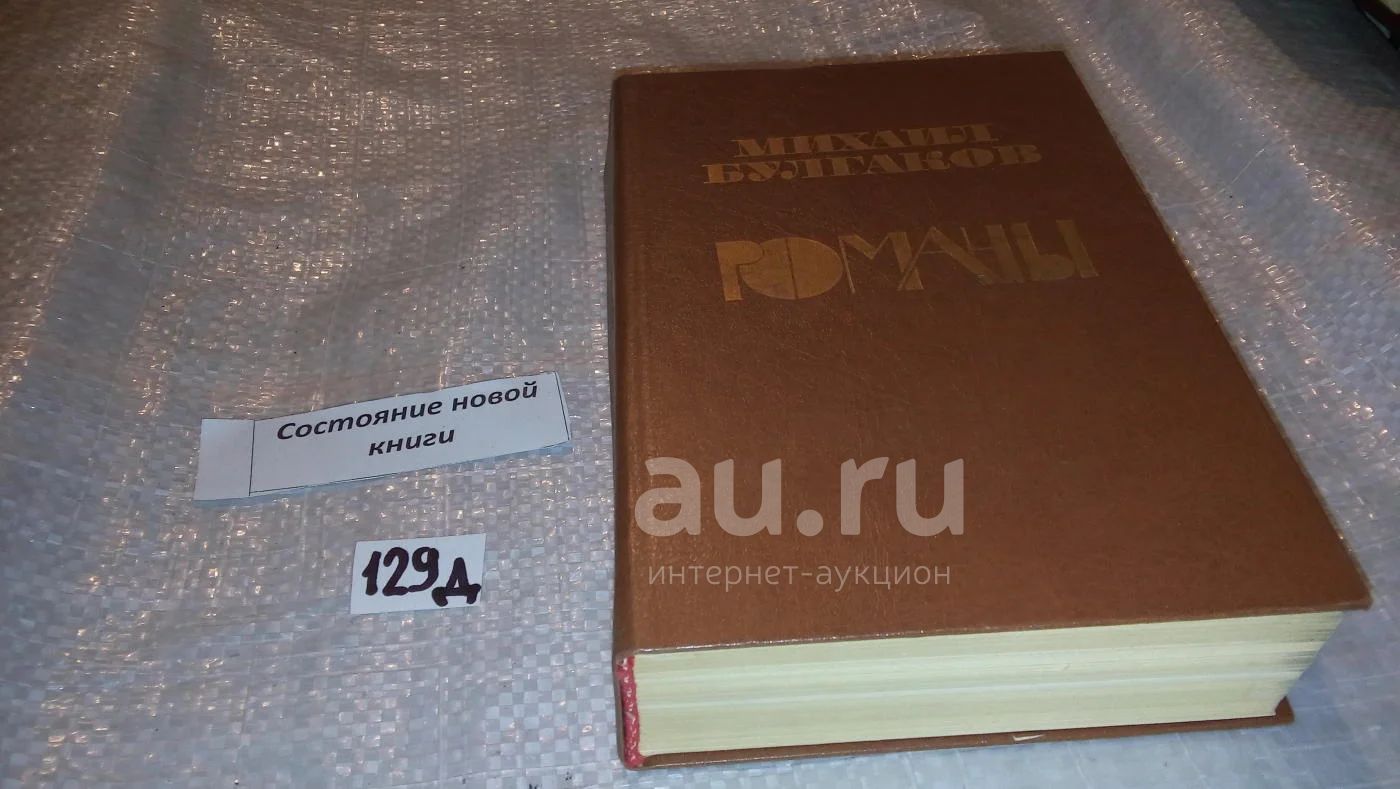 МИХАИЛ
БУЛГАКОВ
РОМАНЫ
Состояние новой
книги
129д
au.ru
интернет-аукцион